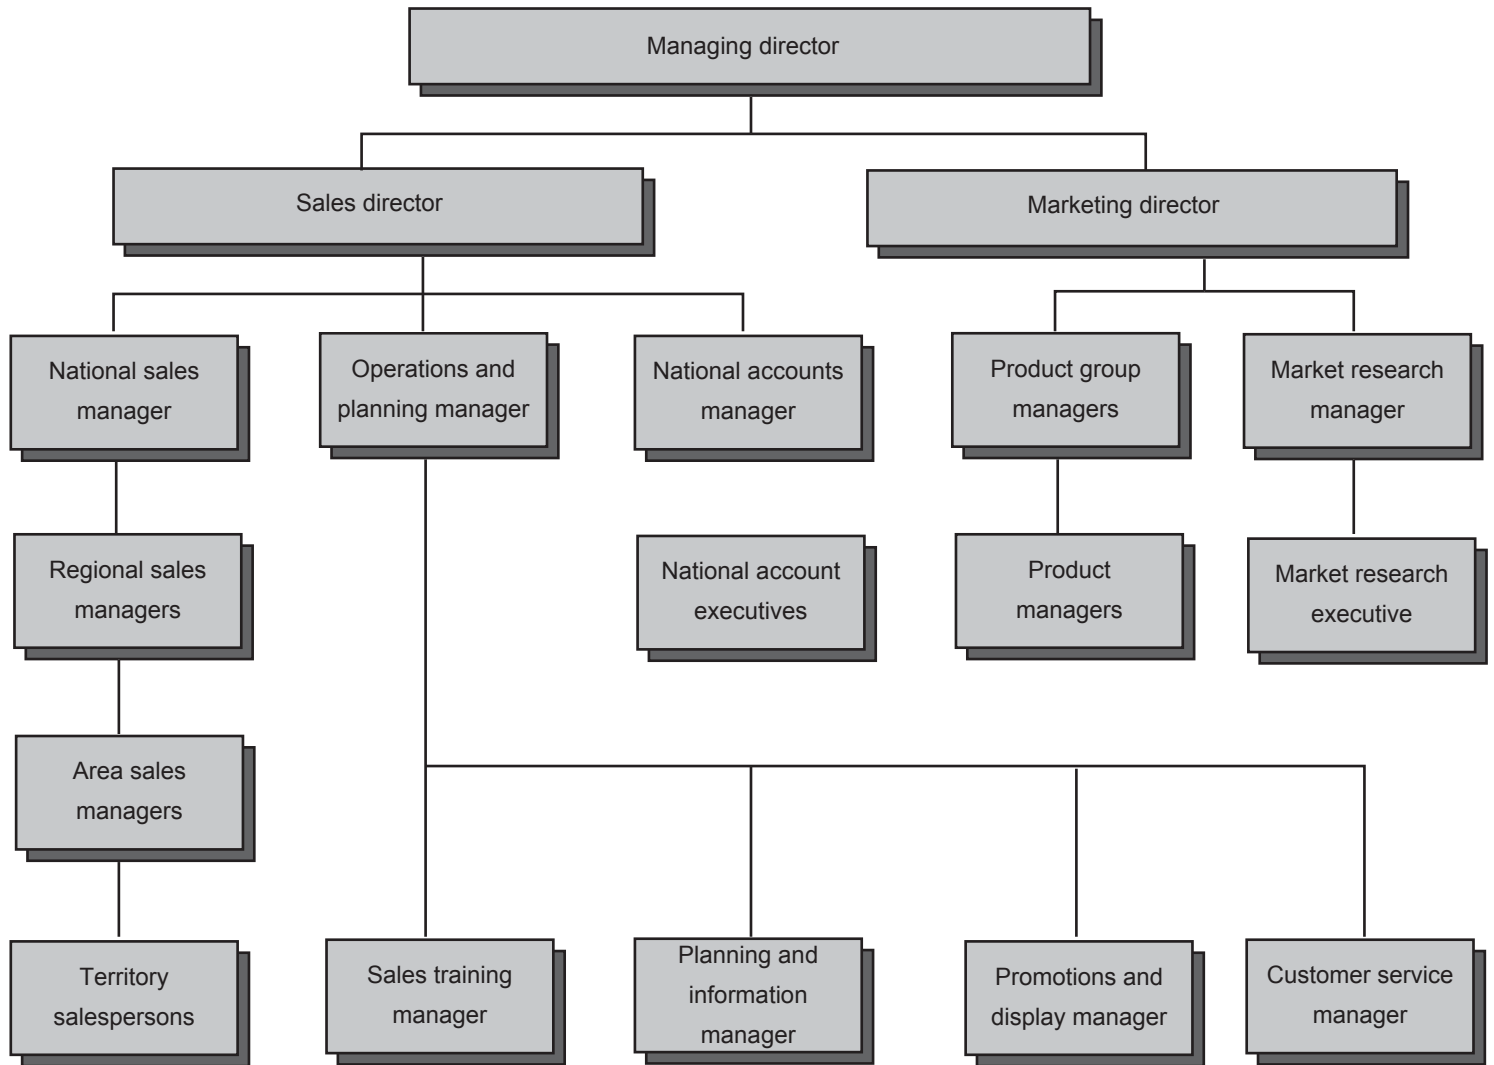 Managing director
Sales director
Marketing director
National sales
manager
Operations and
planning manager
National accounts
manager
Product group
managers
Market research
manager
Regional sales
managers
National account
executives
Product
managers
Market research
executive
Area sales
managers
Territory
salespersons
Sales training
manager
Planning and
information
manager
Promotions and
display manager
Customer service
manager